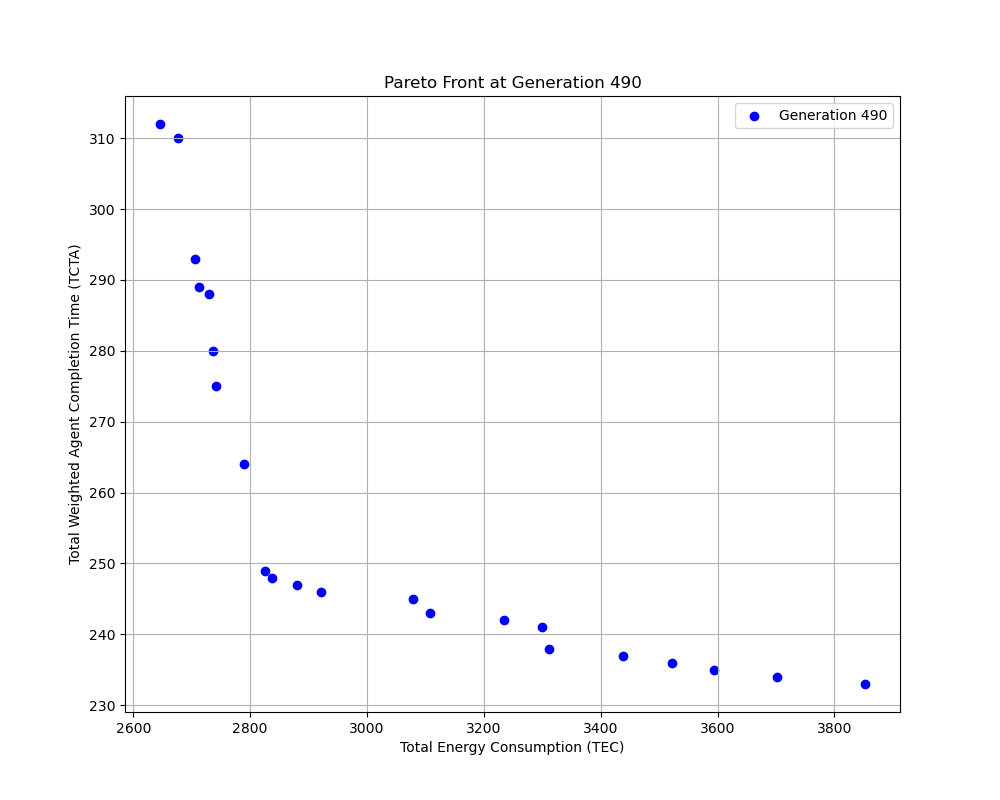 Pareto Front at Generation 490
Generation 490
Total Weighted Agent Completion Time (TCTA)
310
300
290
280
270
260
250
240
230
2600 2800 3000 3200 3400 3600 3800
Total Energy Consumption (TEC)